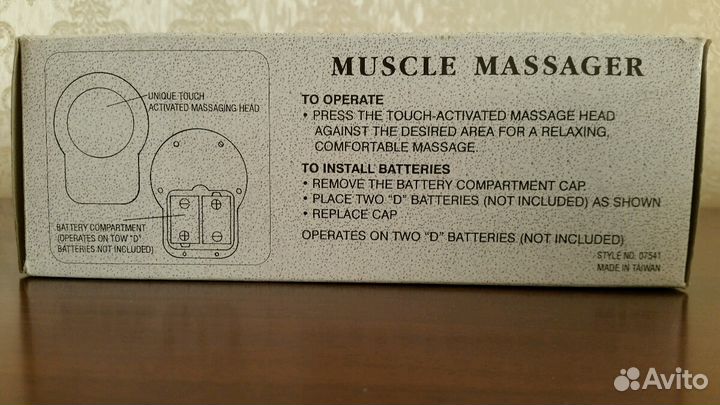 MUSCLE MASSAGER
UNIQUE TOUCH
ACTIVATED MASSAGING HEAD
BATTERY COMPARTMENT
(OPERATES ON TOW "D"
BATTERIES NOT INCLUDED)
TO OPERATE
• PRESS THE TOUCH-ACTIVATED MASSAGE HEAD
AGAINST THE DESIRED AREA FOR A RELAXING,
COMFORTABLE MASSAGE.
TO INSTALL BATTERIES
• REMOVE THE BATTERY COMPARTMENT CAP.
• PLACE TWO "D" BATTERIES (NOT INCLUDED) AS SHOWN
• REPLACE CAP
OPERATES ON TWO "D" BATTERIES (NOT INCLUDED)
STYLE NO. 07541
MADE IN TAIWAN
Avito